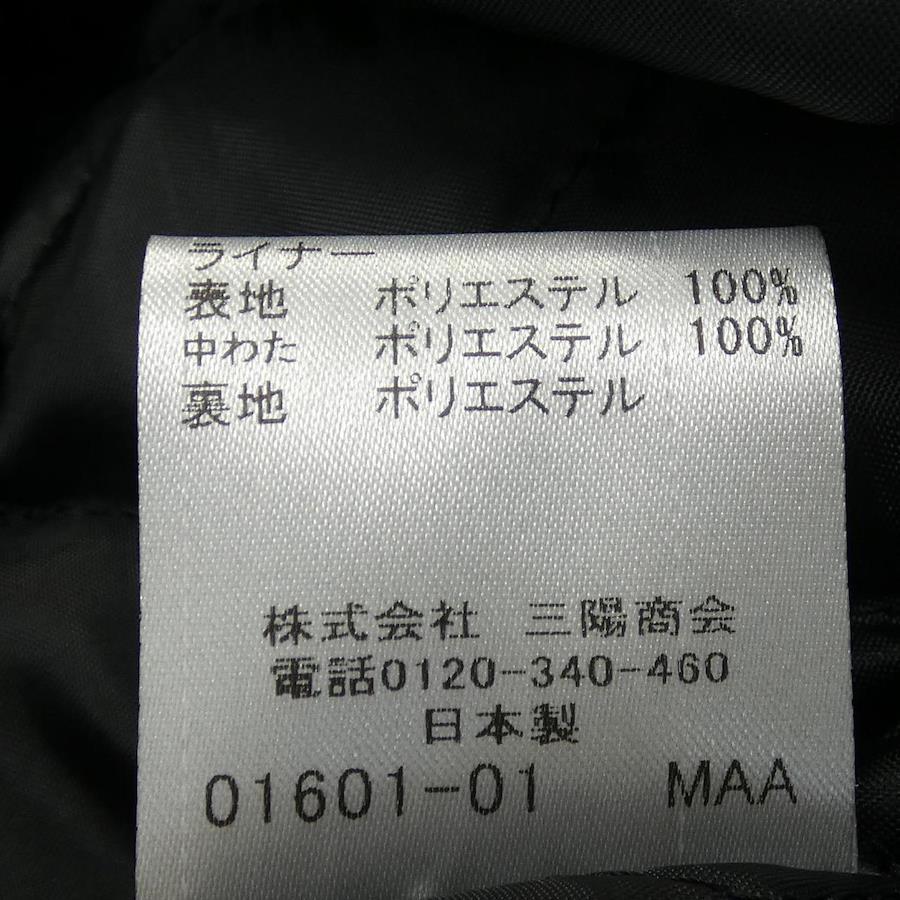 ライナー
表地 ポリエステル 100%
中わた ポリエステル 100%
裏地 ポリエステル
株式会社 三陽商会
電話0120-340-460
日本製
01601-01 MAA